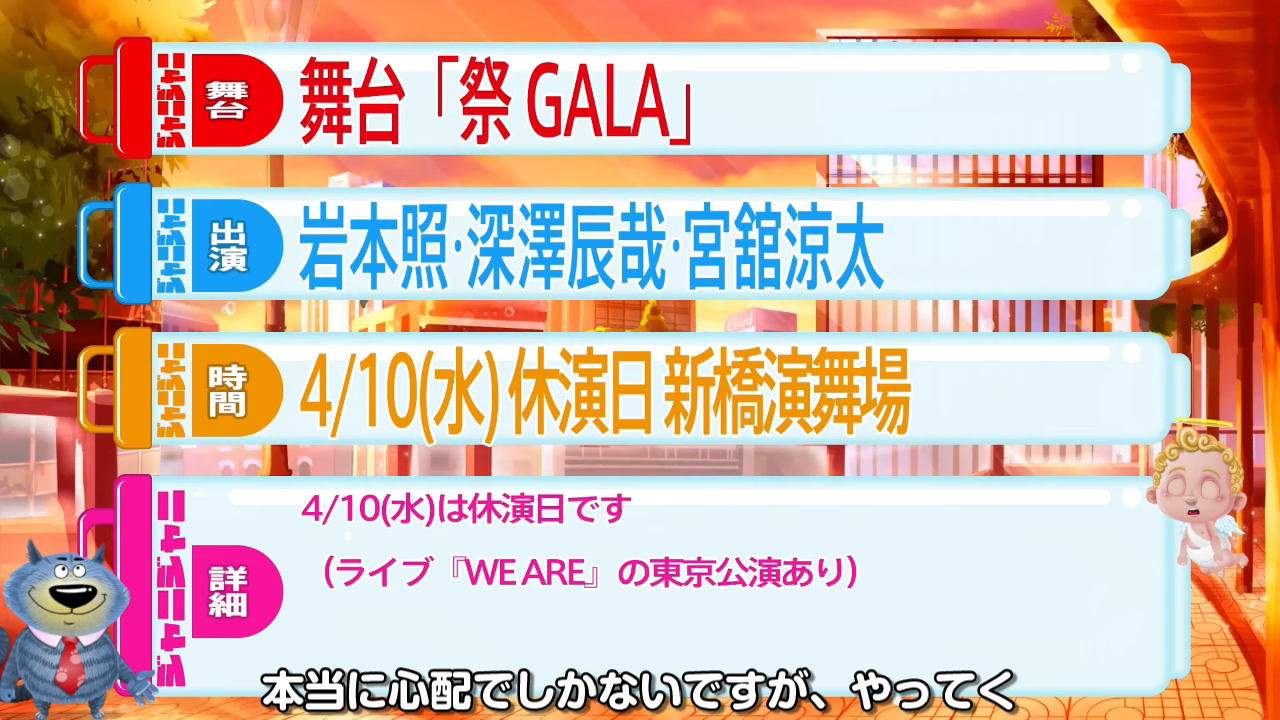 舞台
舞台「祭 GALA」
出演
岩本照·深澤辰哉·宮舘涼太
時間
4/10(水) 休演日 新橋演舞場
詳細
4/10(水)は休演日です
（ライブ『WE ARE』の東京公演あり）
本当に心配でしかないですが、やってく